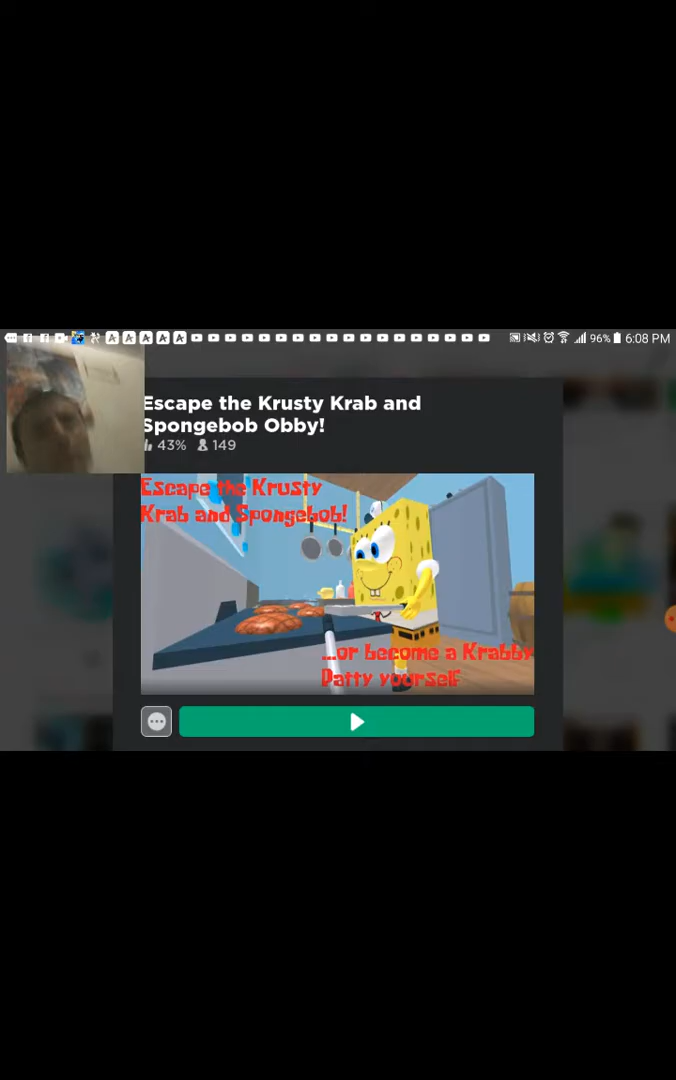 96% 6:08 PM
Escape the Krusty Krab and
Spongebob Obby!
43% 149
Escape the Krusty
Krab and Spongebob!
...or become a Krabby
Patty yourself